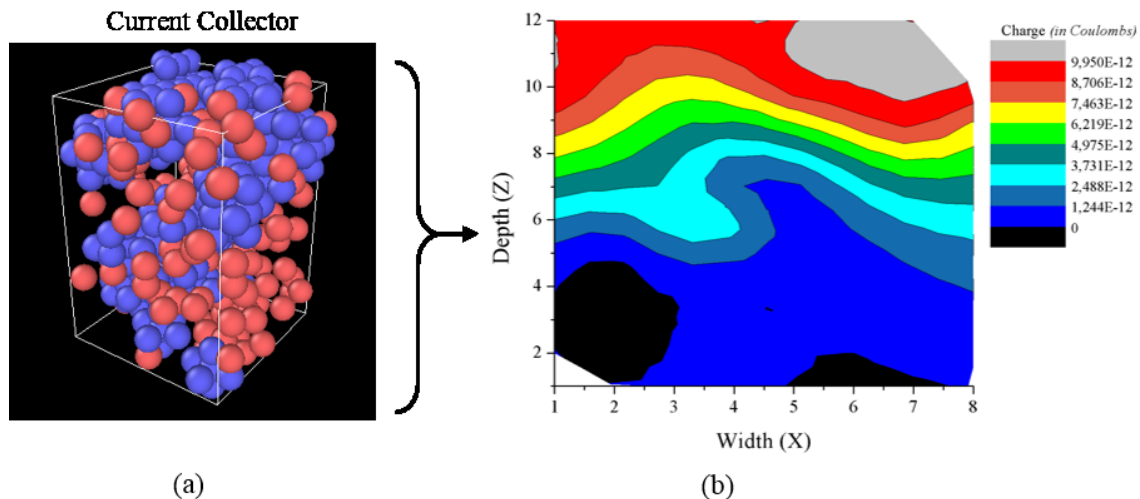 Current Collector
Charge (in Coulombs)
9,950E-12
8,706E-12
7,463E-12
6,219E-12
4,975E-12
3,731E-12
2,488E-12
1,244E-12
0
Depth (Z)
12
10
8
6
4
2
1 2 3 4 5 6 7 8
Width (X)
(a) (b)